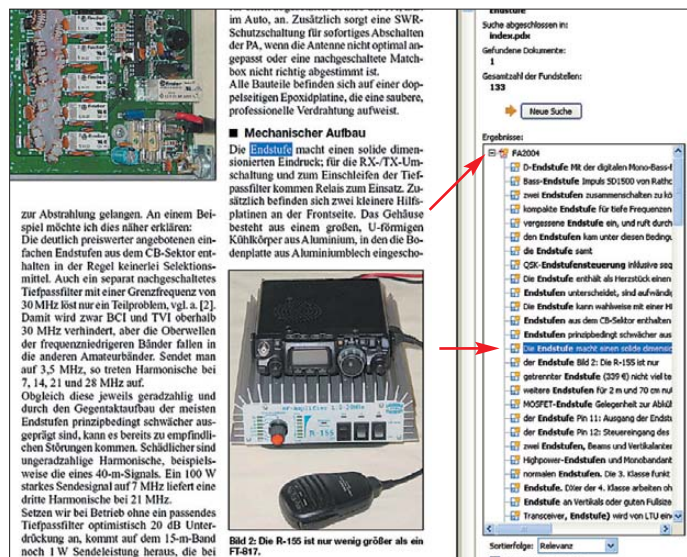 zur Abstrahlung gelangen. An einem Bei-
spiel möchte ich dies näher erklären:
Die deutlich preiswerter angebotenen ein-
fachen Endstufen aus dem CB-Sektor ent-
halten in der Regel keinerlei Selektions-
mittel. Auch ein separat nachgeschaltetes
Tiefpassfilter mit einer Grenzfrequenz von
30 MHz löst nur ein Teilproblem, vgl. a. [2].
Damit wird zwar BCI und TVI oberhalb
30 MHz verhindert, aber die Oberwellen
der frequenzniedrigeren Bänder fallen in
die anderen Amateurbänder. Sendet man
auf 3,5 MHz, so treten Harmonische bei
7, 14, 21 und 28 MHz auf.
Obgleich diese jeweils geradzahlig und
durch den Gegentaktaufbau der meisten
Endstufen prinzipbedingt schwächer aus-
geprägt sind, kann es bereits zu empfindli-
chen Störungen kommen. Schädlicher sind
ungeradzahlige Harmonische, beispiels-
weise die eines 40-m-Signals. Ein 100 W
starkes Sendesignal auf 7 MHz liefert eine
dritte Harmonische bei 21 MHz.
Setzen wir bei Betrieb ohne ein passendes
Tiefpassfilter optimistisch 20 dB Unter-
drückung an, kommt auf dem 15-m-Band
noch 1 W Sendeleistung heraus, die bei
im Auto, an. Zusätzlich sorgt eine SWR-
Schutzschaltung für sofortiges Abschalten
der PA, wenn die Antenne nicht optimal an-
gepasst oder eine nachgeschaltete Match-
box nicht richtig abgestimmt ist.
Alle Bauteile befinden sich auf einer dop-
pelseitigen Epoxidplatine, die eine saubere,
professionelle Verdrahtung aufweist.
■ Mechanischer Aufbau
Die Endstufe macht einen solide dimen-
sionierten Eindruck; für die RX-/TX-Um-
schaltung und zum Einschleifen der Tief-
passfilter kommen Relais zum Einsatz. Zu-
sätzlich befinden sich zwei kleinere Hilfs-
platinen an der Frontseite. Das Gehäuse
besteht aus einem großen, U-förmigen
Kühlkörper aus Aluminium, in den die Bo-
denplatte aus Aluminiumblech eingescho-
R-155
Bild 2: Die R-155 ist nur wenig größer als ein
FT-817.
Endstufe
Suche abgeschlossen in:
index.pdx
Gefundene Dokumente:
1
Gesamtzahl der Fundstellen:
133
Neue Suche
Ergebnisse:
FA2004
D-Endstufe Mit der digitalen Mono-Bass-
Bass-Endstufe Impuls SD1500 von
zwei Endstufen zusammenschalten zu
kompakte Endstufe für tiefe Frequenzen
vergessene Endstufe ein, und ruft durch
den Endstufen kam unter diesen
die Endstufe samt
QSK-Endstufensteuerung inklusive
Die Endstufe enthält als Herzstück einen
Endstufen unterscheidet, sind
Die Endstufe kann wahlweise mit einer
Endstufen aus dem CB-Sektor enthalten
Endstufen prinzipbedingt schwächer aus
Die Endstufe macht einen solide
der Endstufe Bild 2: Die R-155 ist nur
getrennter Endstufe (339 €) nicht viel
weitere Endstufen für 2 m und 70 cm
MOSFET-Endstufe Gelegenheit zur
der Endstufe Pin 11: Ausgang der
der Endstufe Pin 12: Steuereingang des
zwei Endstufen, Beams und
Highpower-Endstufen und
normalen Endstufen. Die 3. Klasse funkt
Endstufe. DXer der 4. Klasse arbeiten
Endstufe an Vertikals oder guten
Transceiver, Endstufe) wird von LTU
Sortierfolge: Relevanz